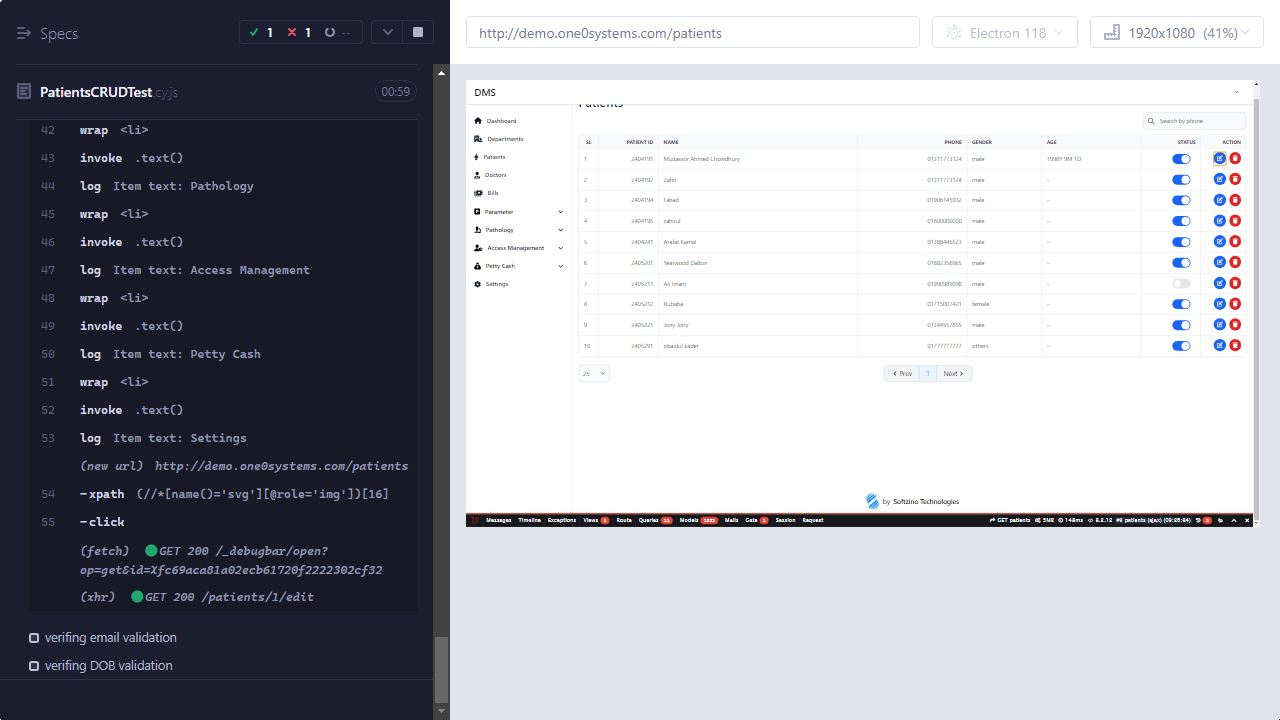 Specs
1
1
--
PatientsCRUDTest.cy.js
00:59
42 wrap <li>
43 invoke .text()
44 log Item text: Pathology
45 wrap <li>
46 invoke .text()
47 log Item text: Access Management
48 wrap <li>
49 invoke .text()
50 log Item text: Petty Cash
51 wrap <li>
52 invoke .text()
53 log Item text: Settings
(new url) http://demo.one0systems.com/patients
54 -xpath (//*[name()='svg'][@role='img'])[16]
55 -click
(fetch) GET 200 /_debugbar/open?
op=get&id=Xfc69aca81a02ecb61720f2222302cf32
(xhr) GET 200 /patients/1/edit
verifing email validation
verifing DOB validation
http://demo.one0systems.com/patients
Electron 118
1920x1080 (41%)
DMS
Patients
Dashboard
Departments
Patients
Doctors
Bills
Parameter
Pathology
Access Management
Petty Cash
Settings
Search by phone
SL PATIENT ID NAME PHONE GENDER AGE STATUS ACTION
1 2404191 Mudassor Ahmed Chowdhury 01311773124 male 1998Y 9M 1D
2 2404192 Zahir 01311773124 male -
3 2404194 Fahad 01906145932 male -
4 2404195 zahirul 01800000000 male -
5 2404241 Arafat Kamal 01388446523 male -
6 2405201 Yearwood Dalton 01882358965 male -
7 2405211 Ali Imam 01990989098 male -
8 2405212 Rubaba 01715007421 female -
9 2405221 Jony Jony 01344557855 male -
10 2405291 obaidul kader 01777777777 others -
25
Prev 1 Next
by Softzino Technologies
Messages Timeline Exceptions Views Route Queries 11 Models Mails Gate Session Request
GET patients 5MB 148ms 8.2.12 #2 patients (ajax)